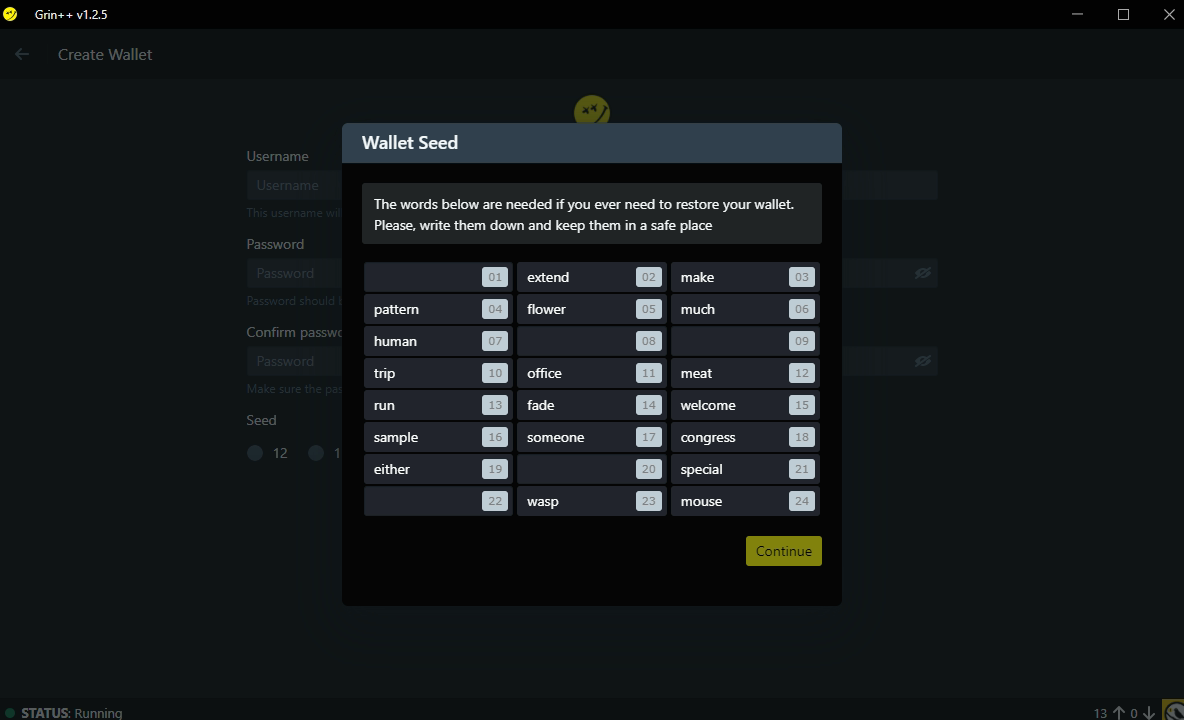 Grin++ v1.2.5
Create Wallet
Wallet Seed
Username
Username
This username wil
The words below are needed if you ever need to restore your wallet.
Please, write them down and keep them in a safe place
Password
Password
Password should
Confirm passwo
Password
Make sure the pas
Seed
12 1
01 extend 02 make 03
pattern 04 flower 05 much 06
human 07 08 09
trip 10 office 11 meat 12
run 13 fade 14 welcome 15
sample 16 someone 17 congress 18
either 19 20 special 21
22 wasp 23 mouse 24
Continue
STATUS: Running
13 0